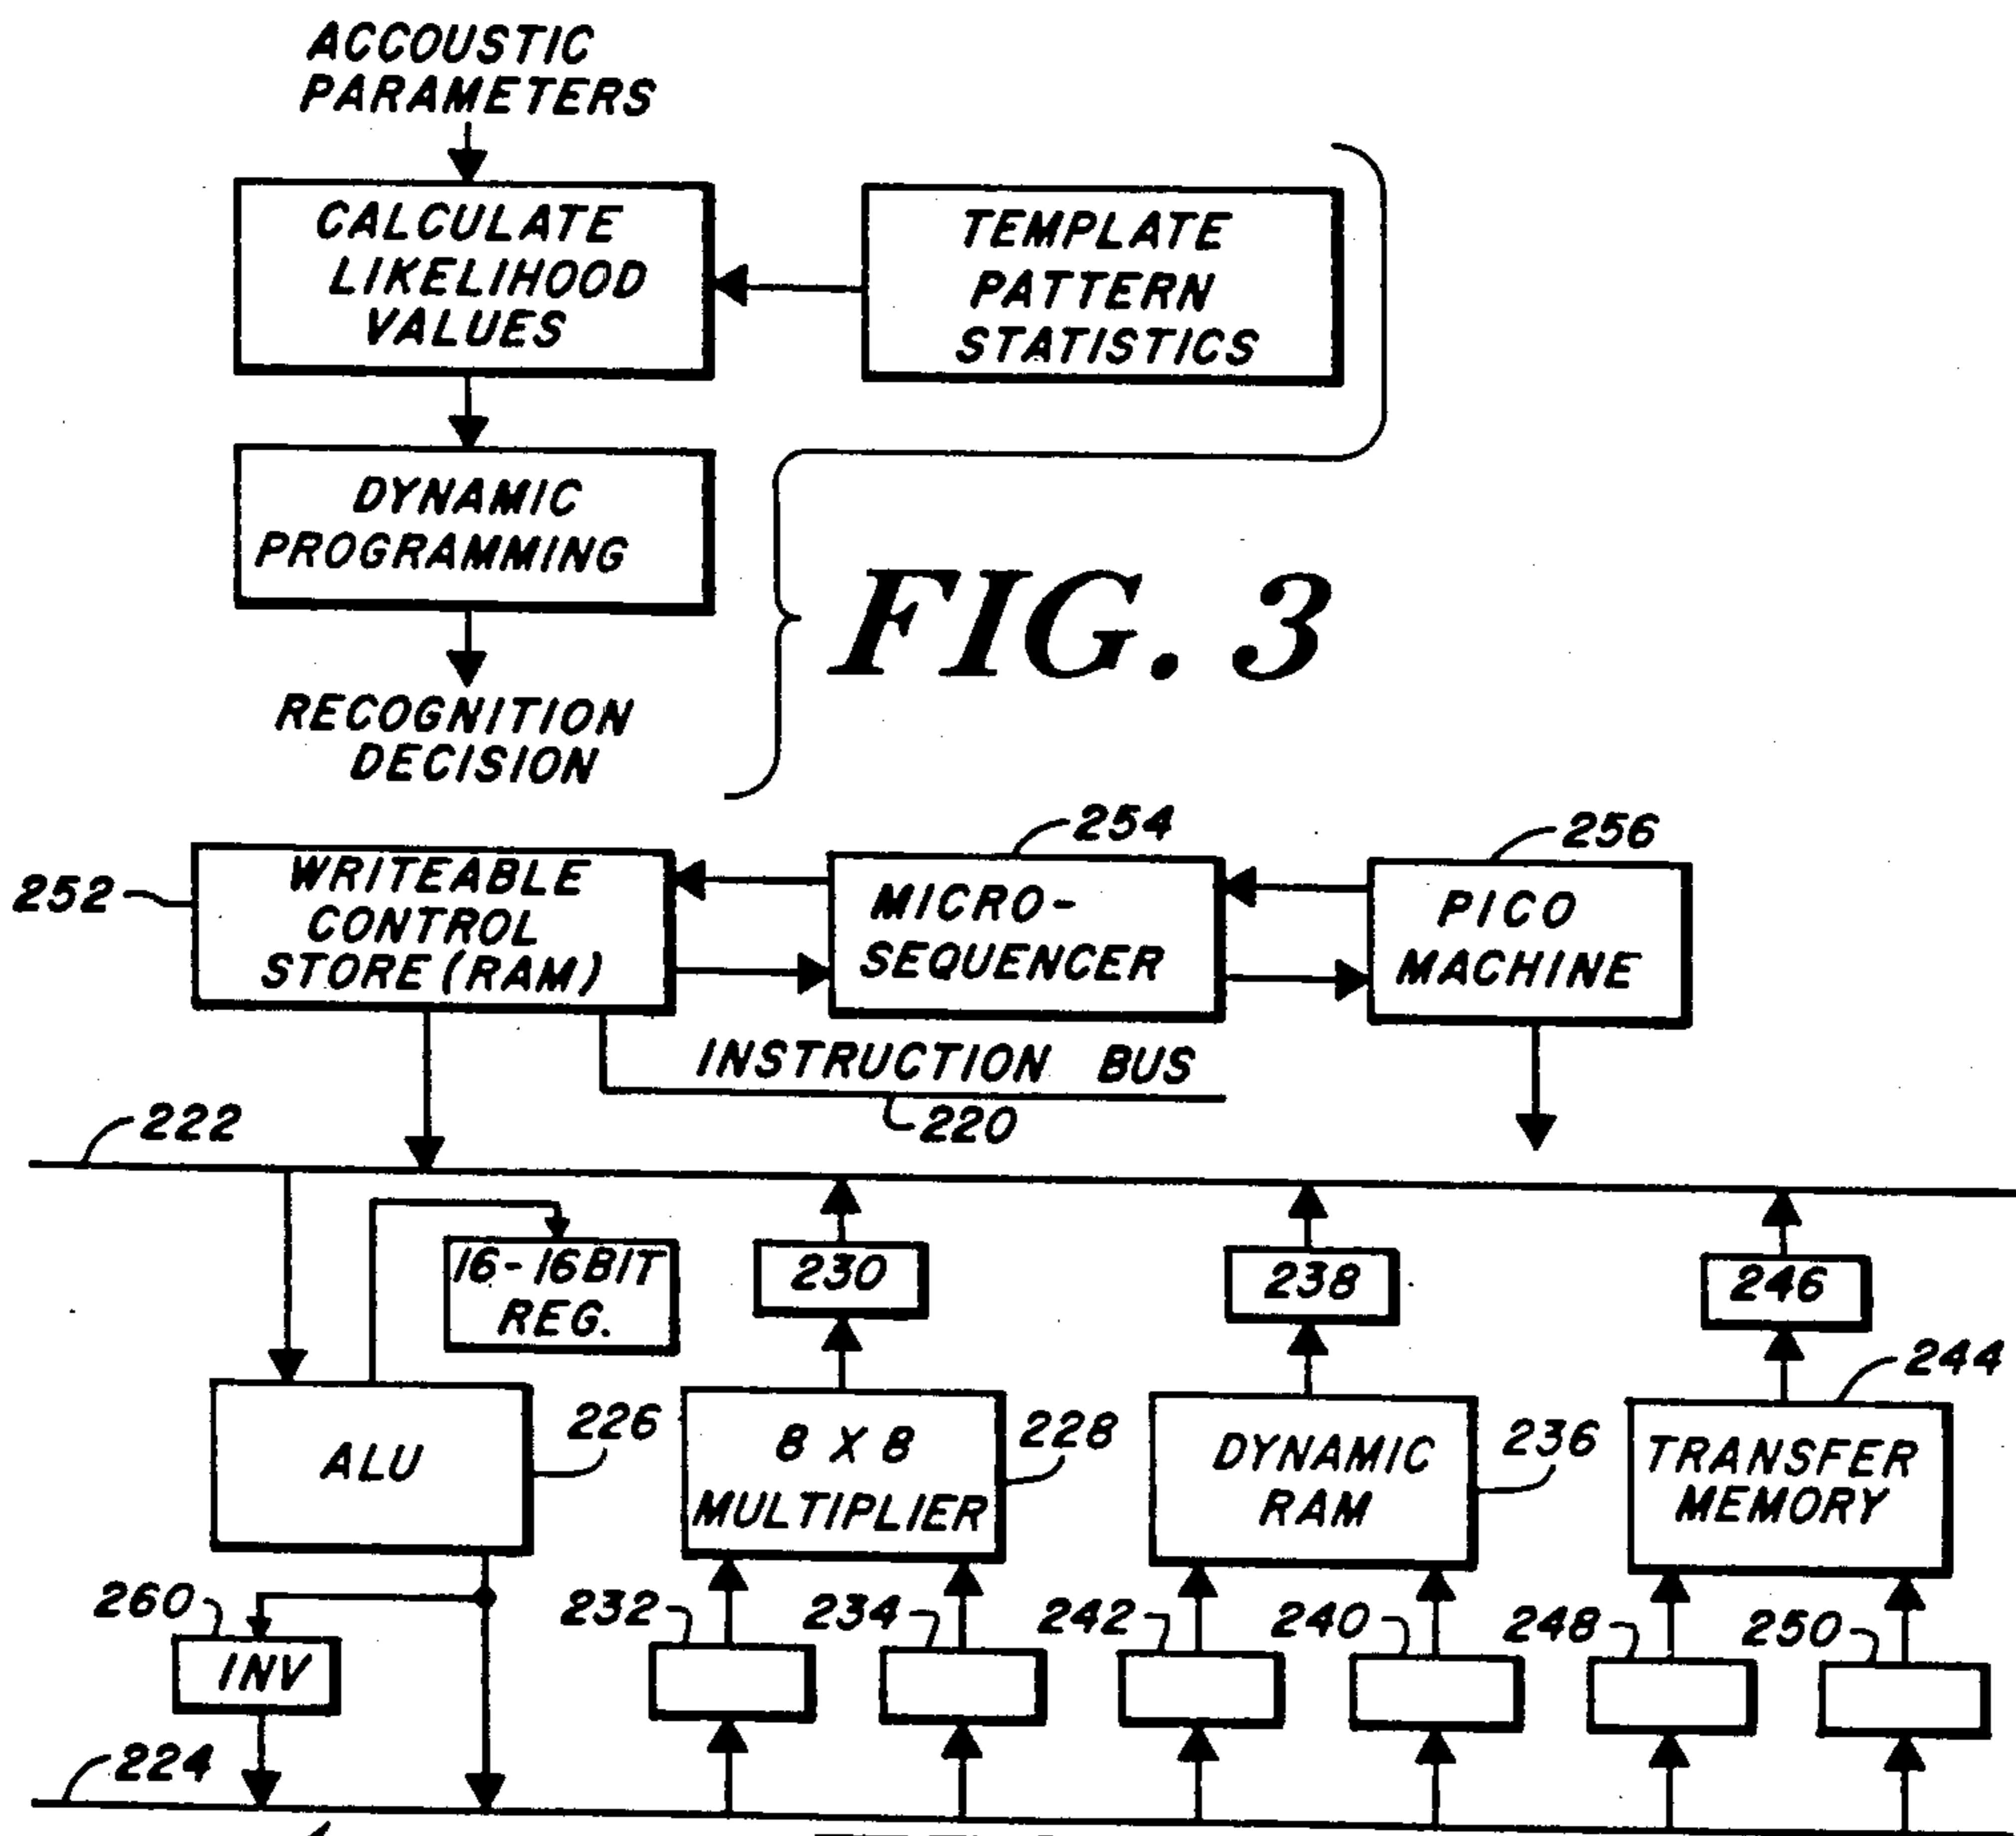 ACCOUSTIC
PARAMETERS
CALCULATE
LIKELIHOOD
VALUES
TEMPLATE
PATTERN
STATISTICS
DYNAMIC
PROGRAMMING
FIG. 3
RECOGNITION
DECISION
252
WRITEABLE
CONTROL
STORE (RAM)
254
MICRO-
SEQUENCER
256
PICO
MACHINE
INSTRUCTION BUS
220
222
16-16BIT
REG.
230
238
246
ALU
226
8 X 8
MULTIPLIER
228
DYNAMIC
RAM
236
TRANSFER
MEMORY
244
260
INV
232
234
242
240
248
250
224